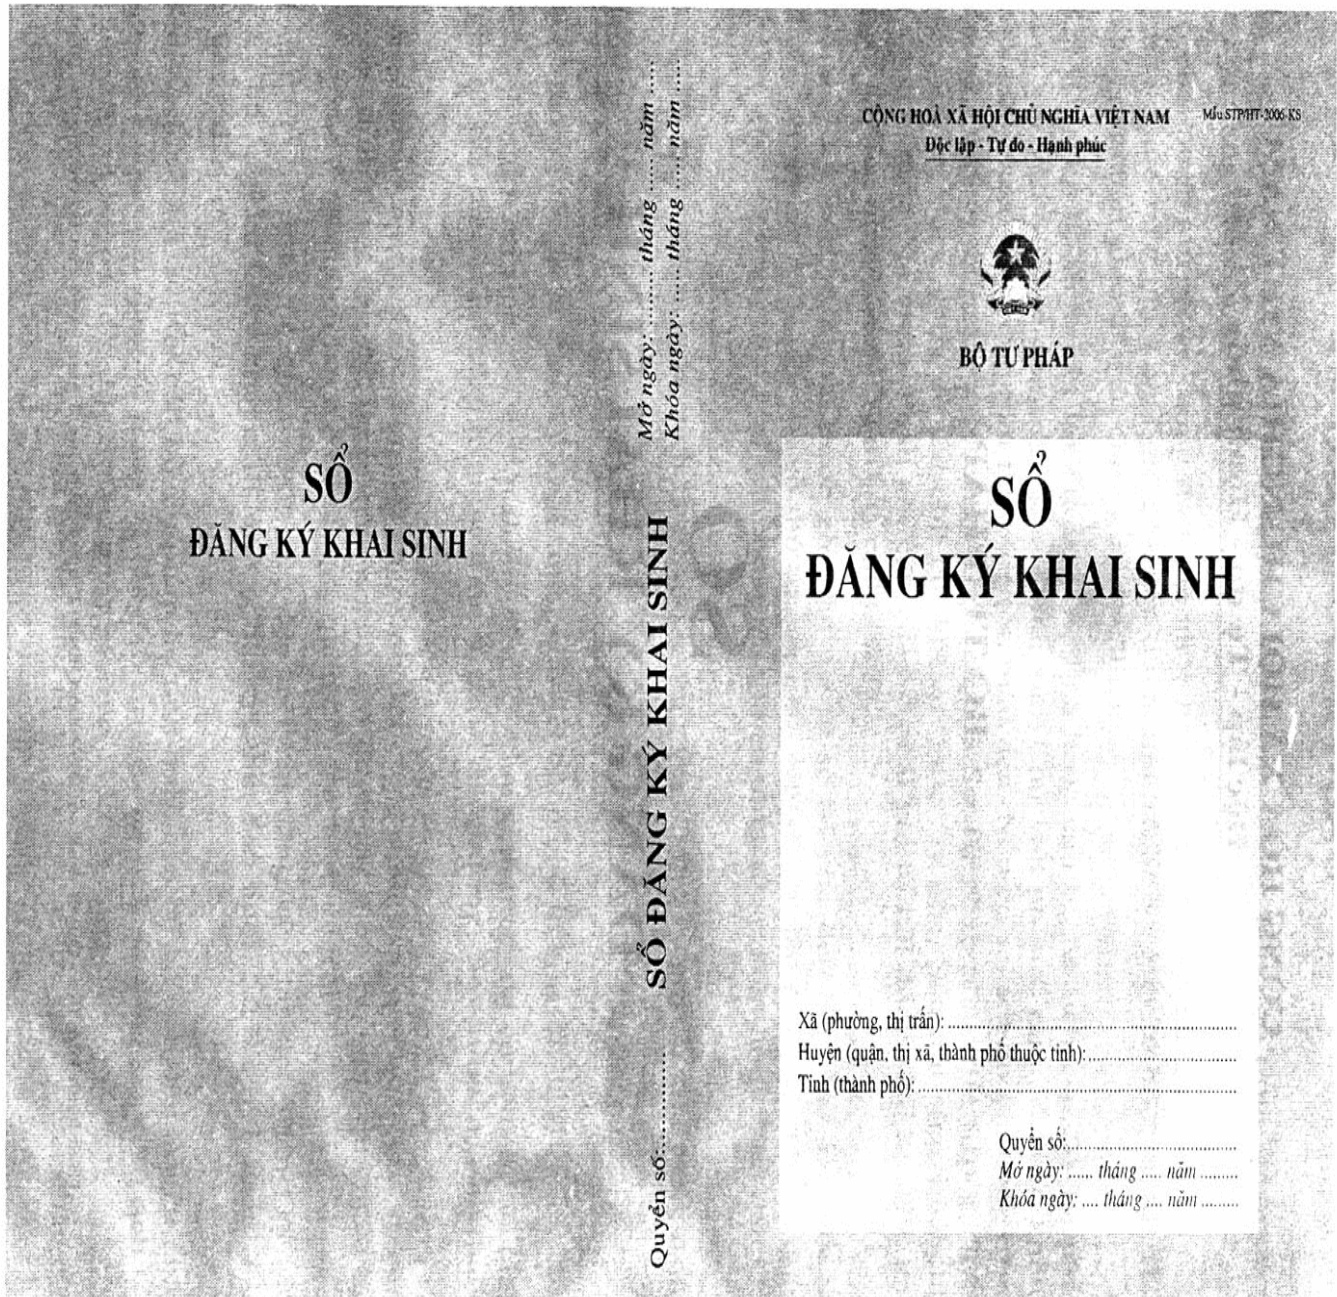 SỔ
ĐĂNG KÝ KHAI SINH
Mở ngày: ........ tháng ..... năm .....
Khóa ngày: ..... tháng ..... năm .....
SỔ ĐĂNG KÝ KHAI SINH
Quyển số:..............
CỘNG HOÀ XÃ HỘI CHỦ NGHĨA VIỆT NAM
Mẫu STP/HT-2006-KS
Độc lập - Tự do - Hạnh phúc
BỘ TƯ PHÁP
SỔ
ĐĂNG KÝ KHAI SINH
Xã (phường, thị trấn): ..............................
Huyện (quận, thị xã, thành phố thuộc tỉnh): ..............................
Tỉnh (thành phố): ..............................
Quyển số:..............................
Mở ngày: ...... tháng ..... năm .........
Khóa ngày: .... tháng .... năm .........